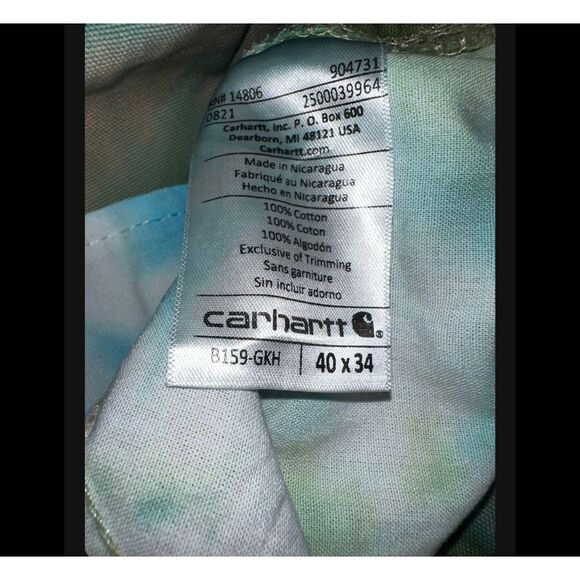 RN# 14806 904731
0821 2500039964
Carhartt, Inc. P. O. Box 600
Dearborn, MI 48121 USA
Carhartt.com
Made in Nicaragua
Fabriqué au Nicaragua
Hecho en Nicaragua
100% Cotton
100% Coton
100% Algodón
Exclusive of Trimming
Sans garniture
Sin incluir adorno
carhartt
B159-GKH 40 x 34